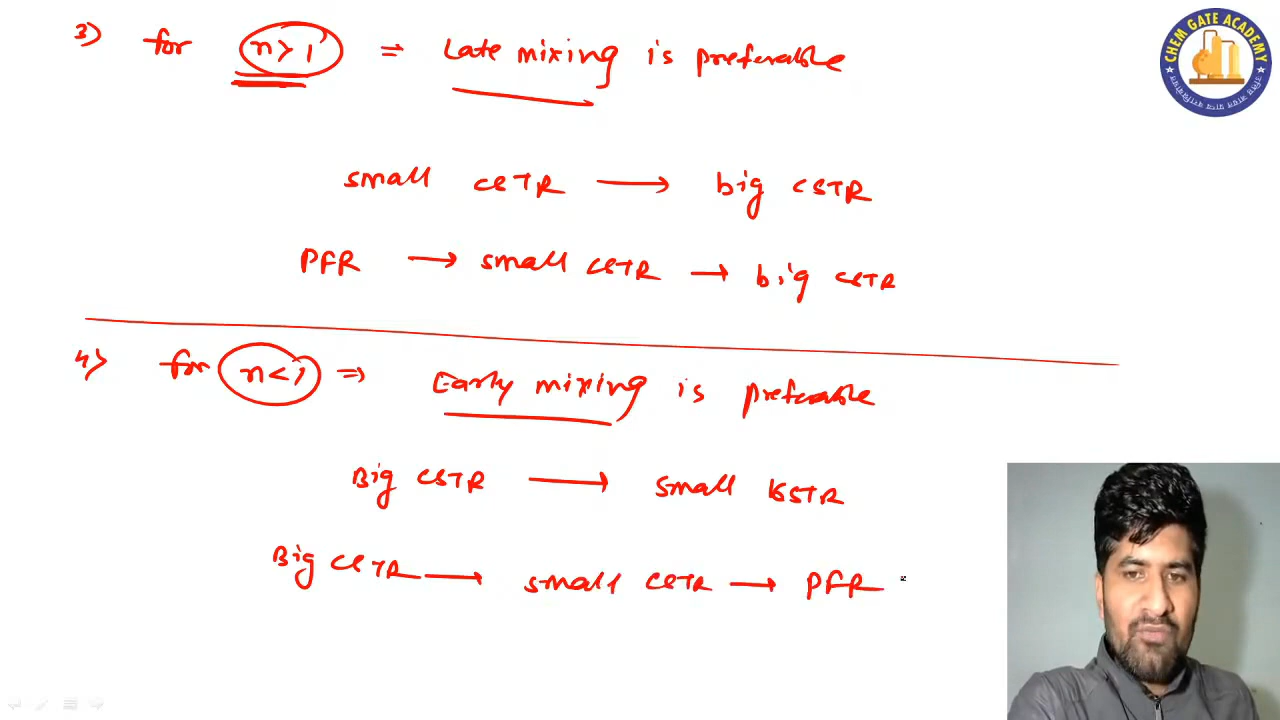 3) for n>1 = Late mixing is preferable
CHEM GATE ACADEMY
small CSTR → big CSTR
PFR → small CSTR → big CSTR
4) for n<1 ⇒ Early mixing is preferable
Big CSTR → small CSTR
Big CSTR → small CSTR → PFR